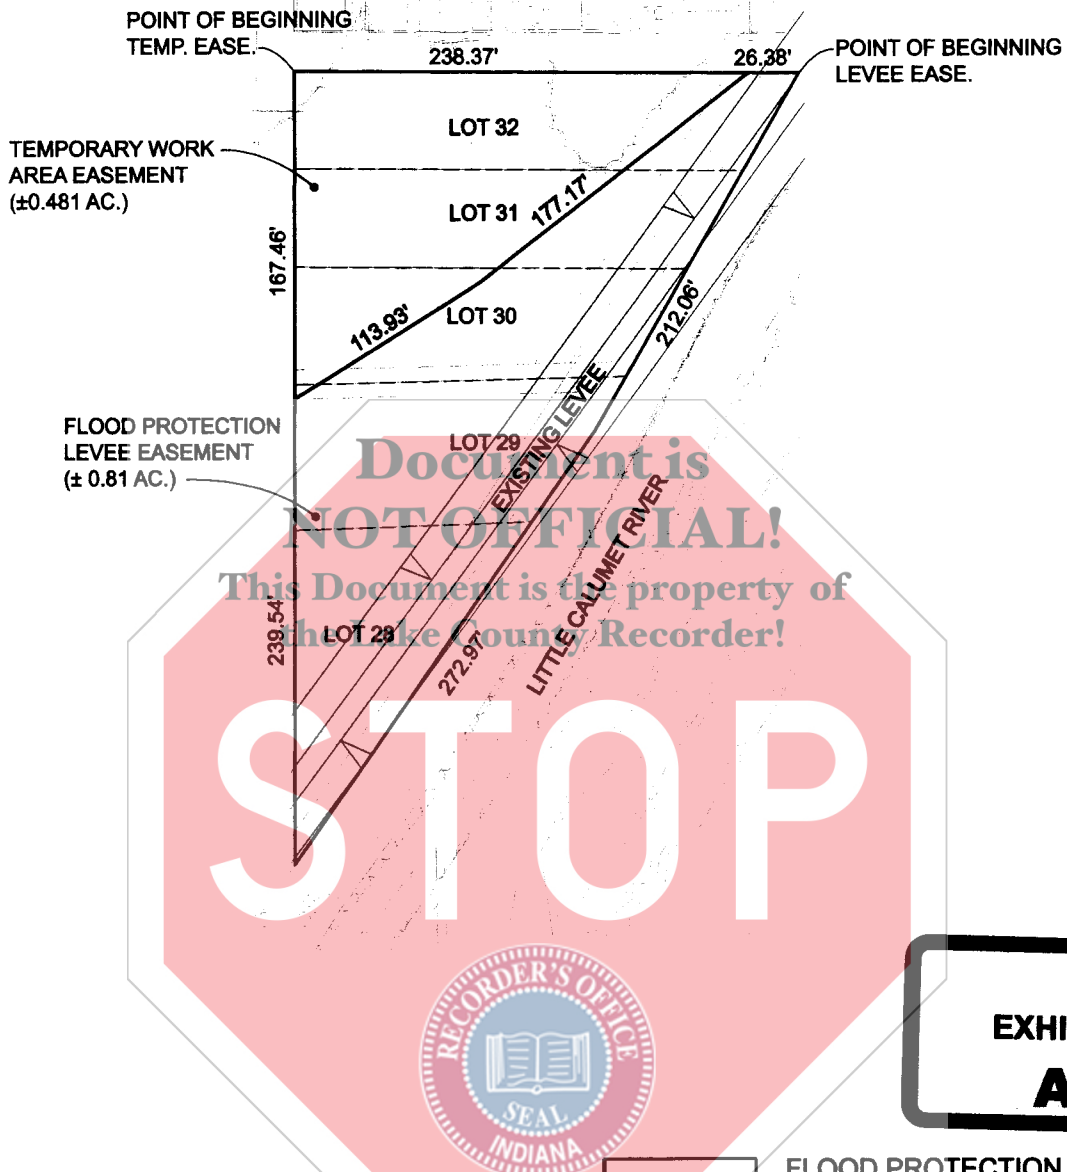 POINT OF BEGINNING
TEMP. EASE.
238.37'
26.38'
POINT OF BEGINNING
LEVEE EASE.
LOT 32
TEMPORARY WORK
AREA EASEMENT
(±0.481 AC.)
LOT 31
177.17'
167.46'
113.93'
LOT 30
212.06'
FLOOD PROTECTION
LEVEE EASEMENT
(± 0.81 AC.)
LOT 29
EXISTING LEVEE
Document is
NOT OFFICIAL!
This Document is the property of
the Lake County Recorder!
LITTLE CALUMET RIVER
239.54'
LOT 28
272.97'
STOP
RECORDER'S OFFICE
SEAL
INDIANA
EXHI
A
FLOOD PROTECTION